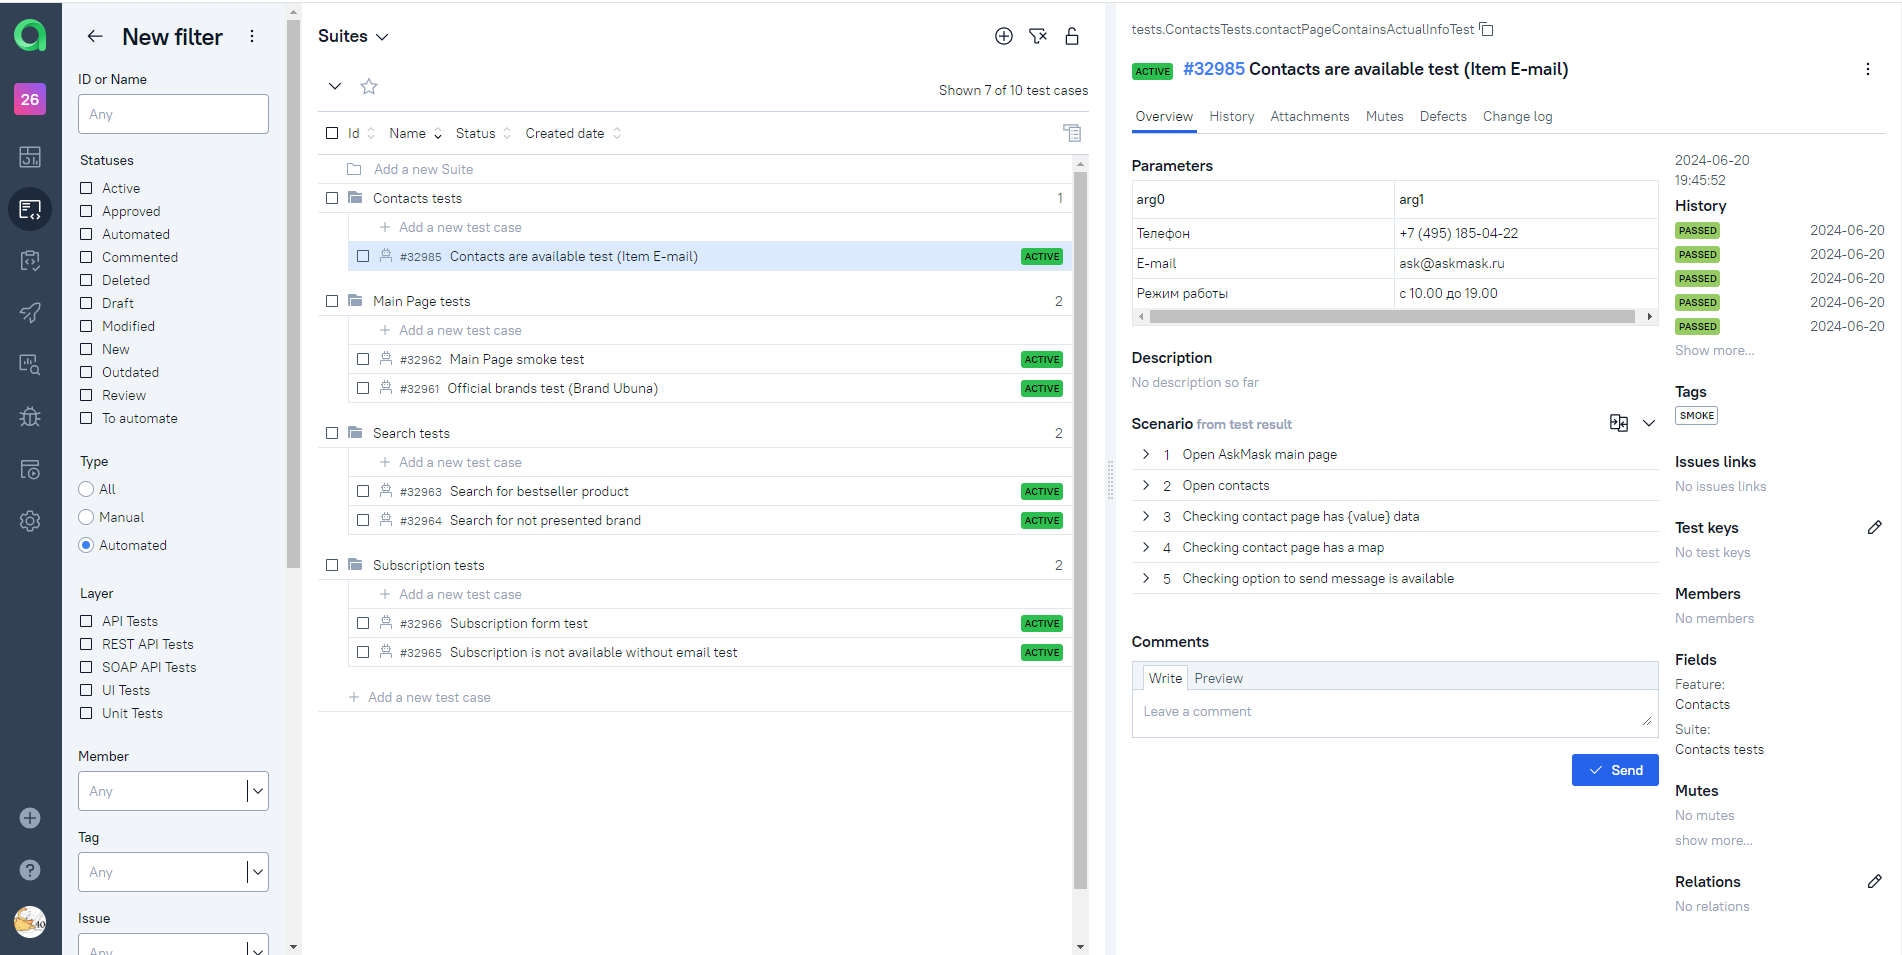 26
New filter
ID or Name
Any
Statuses
Active
Approved
Automated
Commented
Deleted
Draft
Modified
New
Outdated
Review
To automate
Type
All
Manual
Automated
Layer
API Tests
REST API Tests
SOAP API Tests
UI Tests
Unit Tests
Member
Any
Tag
Any
Issue
Any
Suites
Shown 7 of 10 test cases
Id Name Status Created date
Add a new Suite
Contacts tests 1
Add a new test case
#32985 Contacts are available test (Item E-mail) ACTIVE
Main Page tests 2
Add a new test case
#32962 Main Page smoke test ACTIVE
#32961 Official brands test (Brand Ubuna) ACTIVE
Search tests 2
Add a new test case
#32963 Search for bestseller product ACTIVE
#32964 Search for not presented brand ACTIVE
Subscription tests 2
Add a new test case
#32966 Subscription form test ACTIVE
#32965 Subscription is not available without email test ACTIVE
Add a new test case
tests.ContactsTests.contactPageContainsActualInfoTest
ACTIVE #32985 Contacts are available test (Item E-mail)
Overview History Attachments Mutes Defects Change log
Parameters
arg0 arg1
Телефон +7 (495) 185-04-22
E-mail ask@askmask.ru
Режим работы с 10.00 до 19.00
Description
No description so far
Scenario from test result
1 Open AskMask main page
2 Open contacts
3 Checking contact page has {value} data
4 Checking contact page has a map
5 Checking option to send message is available
Comments
Write Preview
Leave a comment
Send
2024-06-20
19:45:52
History
PASSED 2024-06-20
PASSED 2024-06-20
PASSED 2024-06-20
PASSED 2024-06-20
PASSED 2024-06-20
Show more...
Tags
SMOKE
Issues links
No issues links
Test keys
No test keys
Members
No members
Fields
Feature:
Contacts
Suite:
Contacts tests
Mutes
No mutes
show more...
Relations
No relations